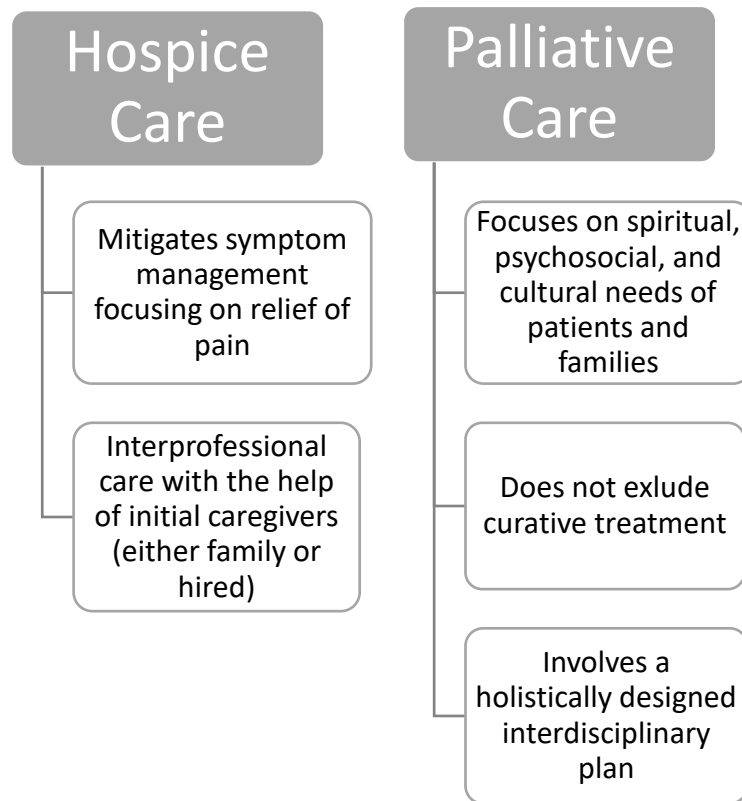 Hospice
Care
Mitigates symptom
management
focusing on relief of
pain
Interprofessional
care with the help
of initial caregivers
(either family or
hired)
Palliative
Care
Focuses on spiritual,
psychosocial, and
cultural needs of
patients and
families
Does not exlude
curative treatment
Involves a
holistically designed
interdisciplinary
plan